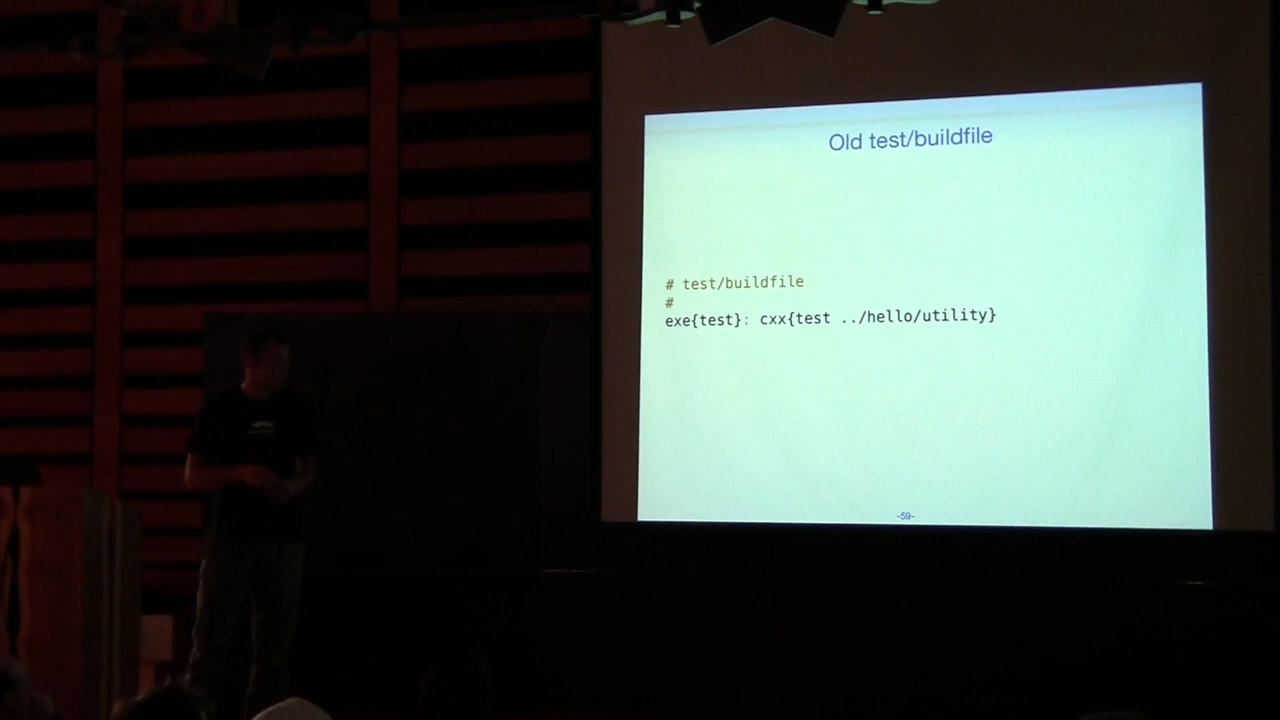 Old test/buildfile
# test/buildfile
#
exe{test}: cxx{test ../hello/utility}
-59-